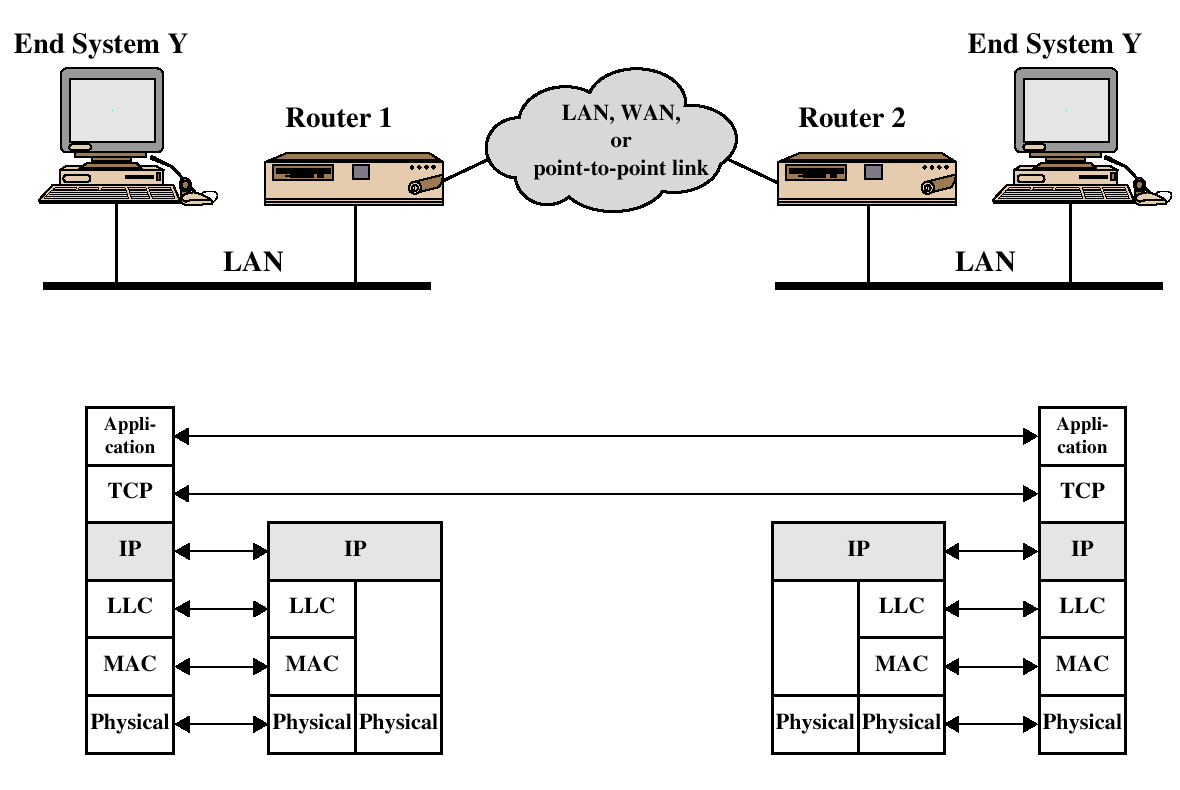 End System Y
End System Y
Router 1
LAN, WAN,
or
point-to-point link
Router 2
LAN
LAN
Appli-
cation
Appli-
cation
TCP
TCP
IP
IP
IP
IP
LLC
LLC
LLC
LLC
MAC
MAC
MAC
MAC
Physical
Physical
Physical
Physical
Physical
Physical